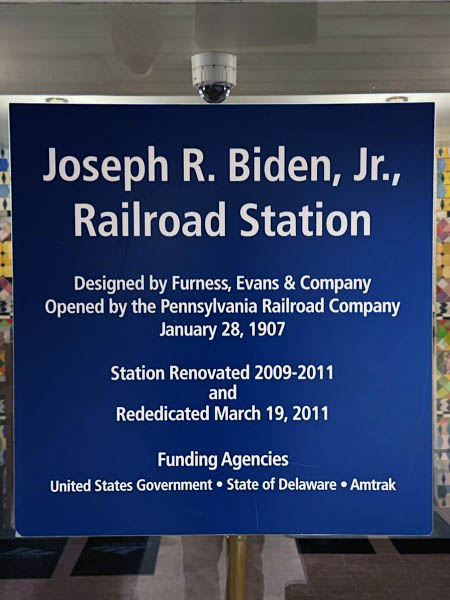 Joseph R. Biden, Jr.,
Railroad Station
Designed by Furness, Evans & Company
Opened by the Pennsylvania Railroad Company
January 28, 1907
Station Renovated 2009-2011
and
Rededicated March 19, 2011
Funding Agencies
United States Government • State of Delaware • Amtrak